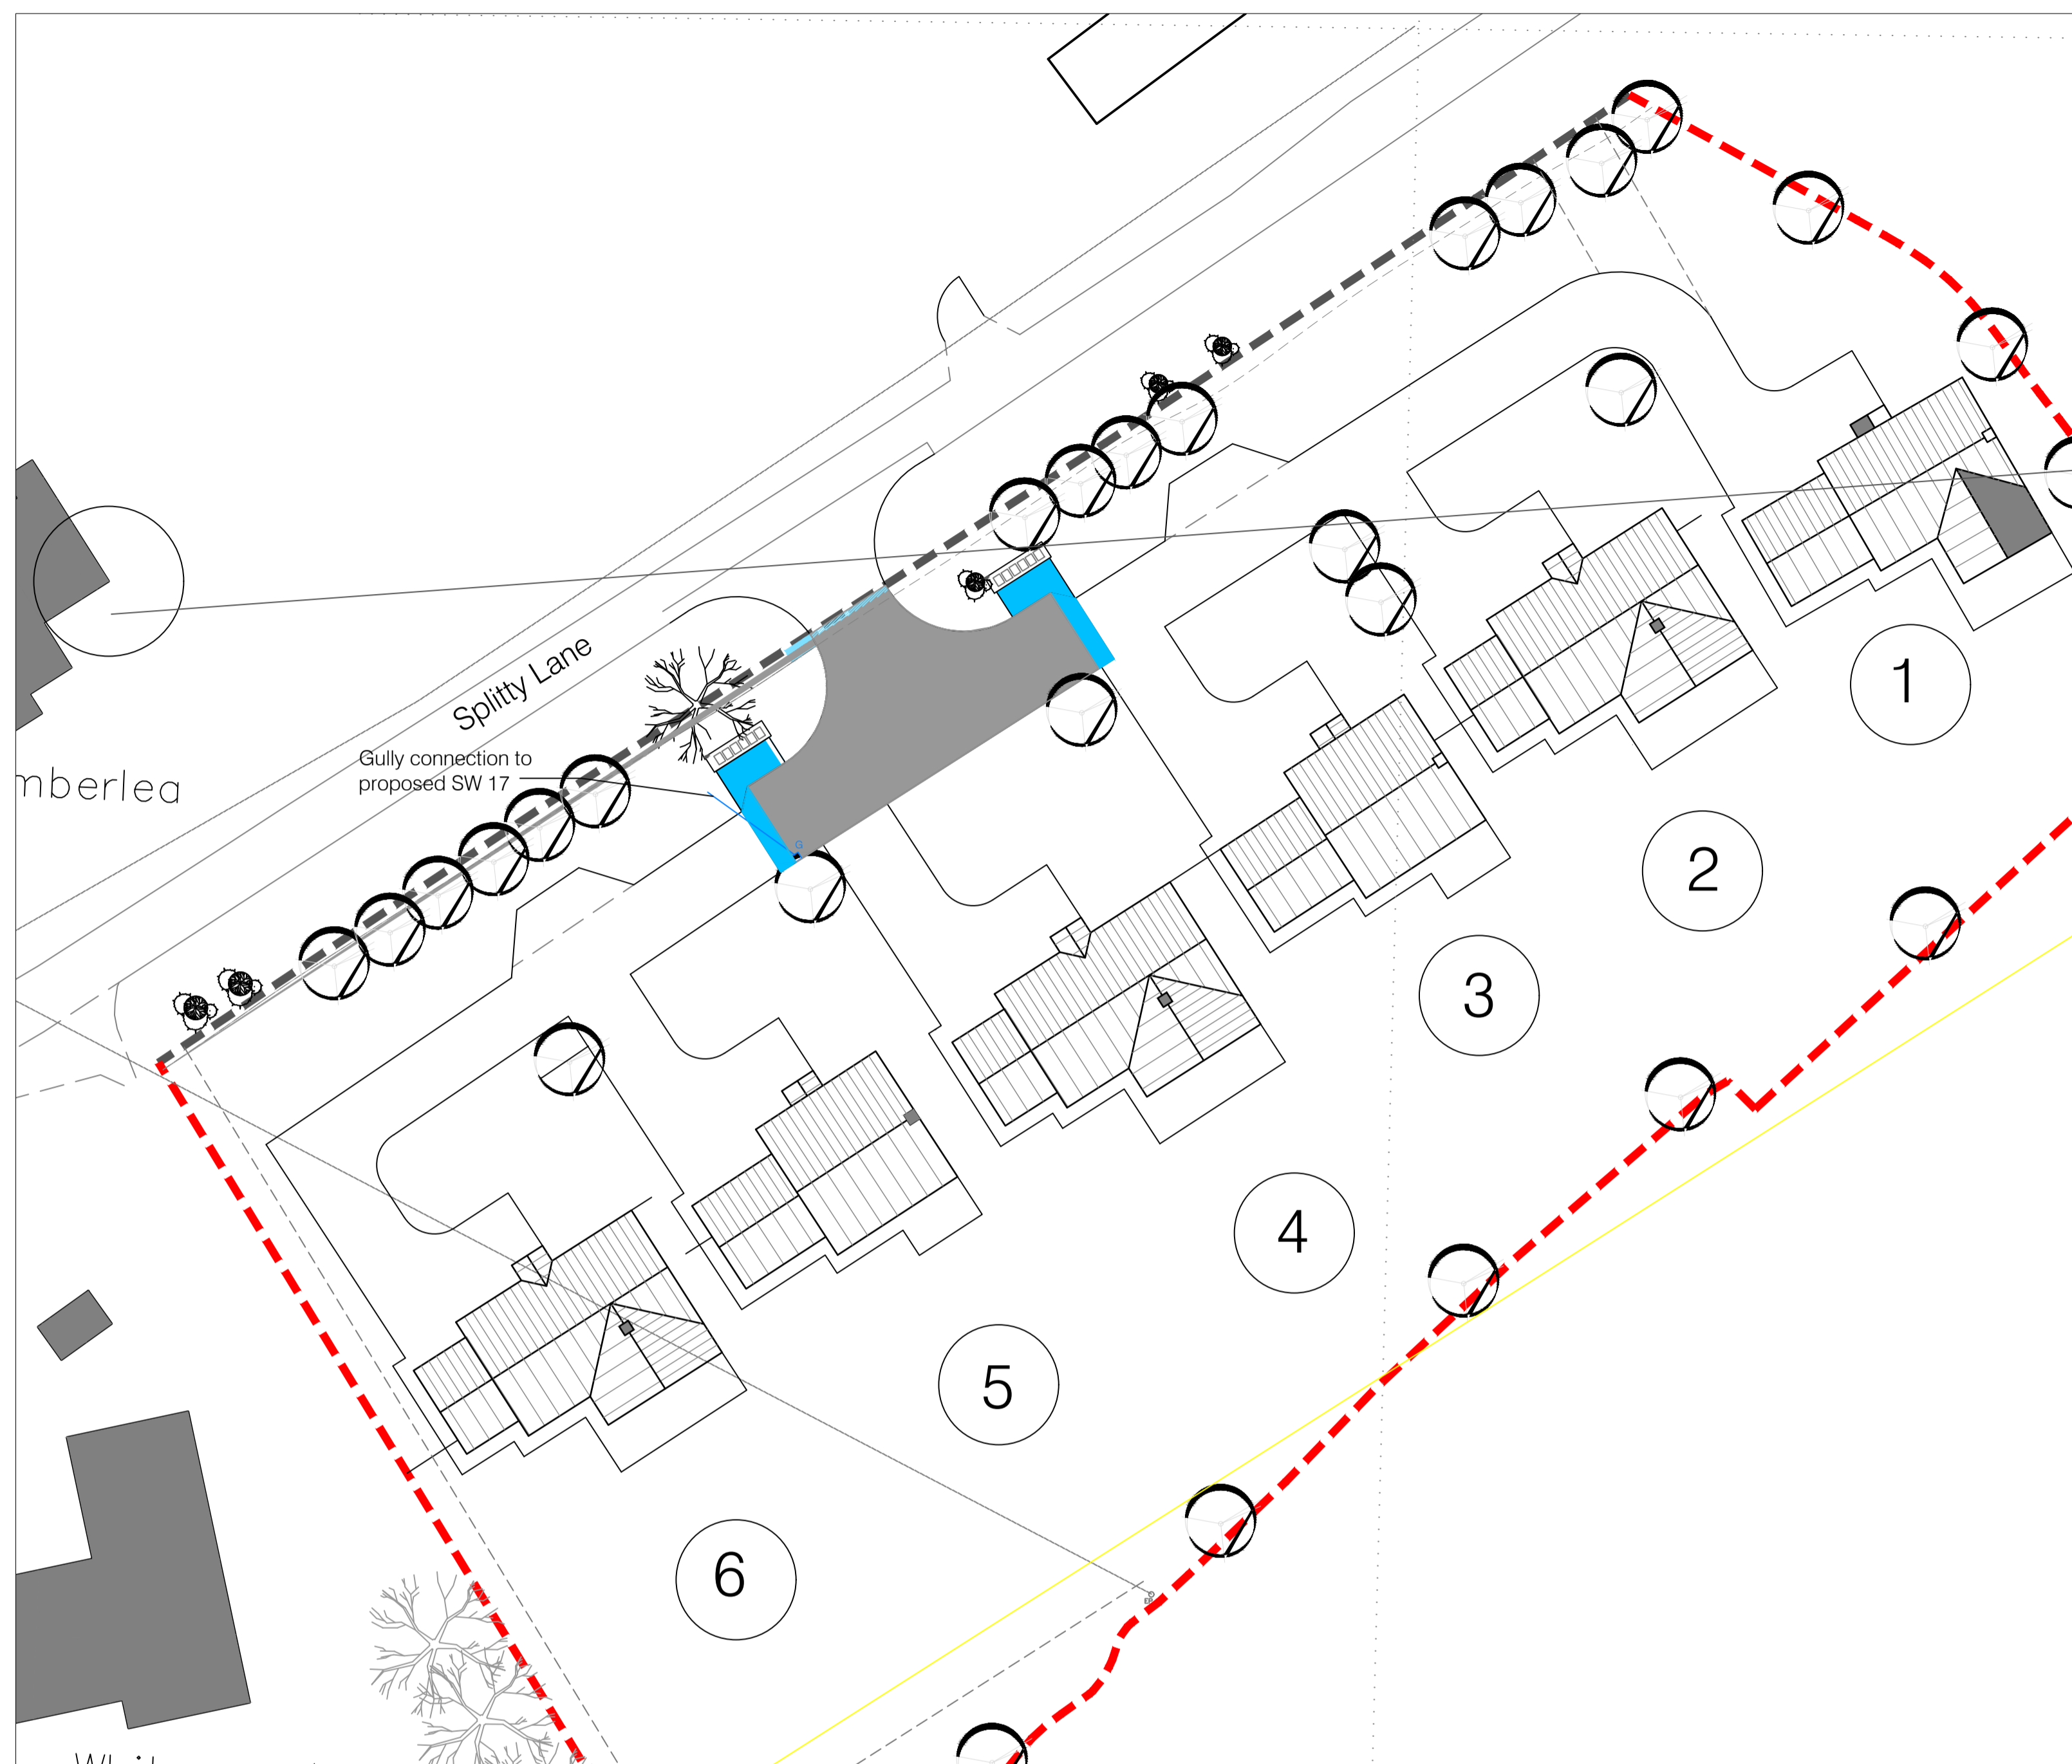 Splitty Lane
Gully connection to
proposed SW 17
mberlea
G
1
2
3
4
5
6